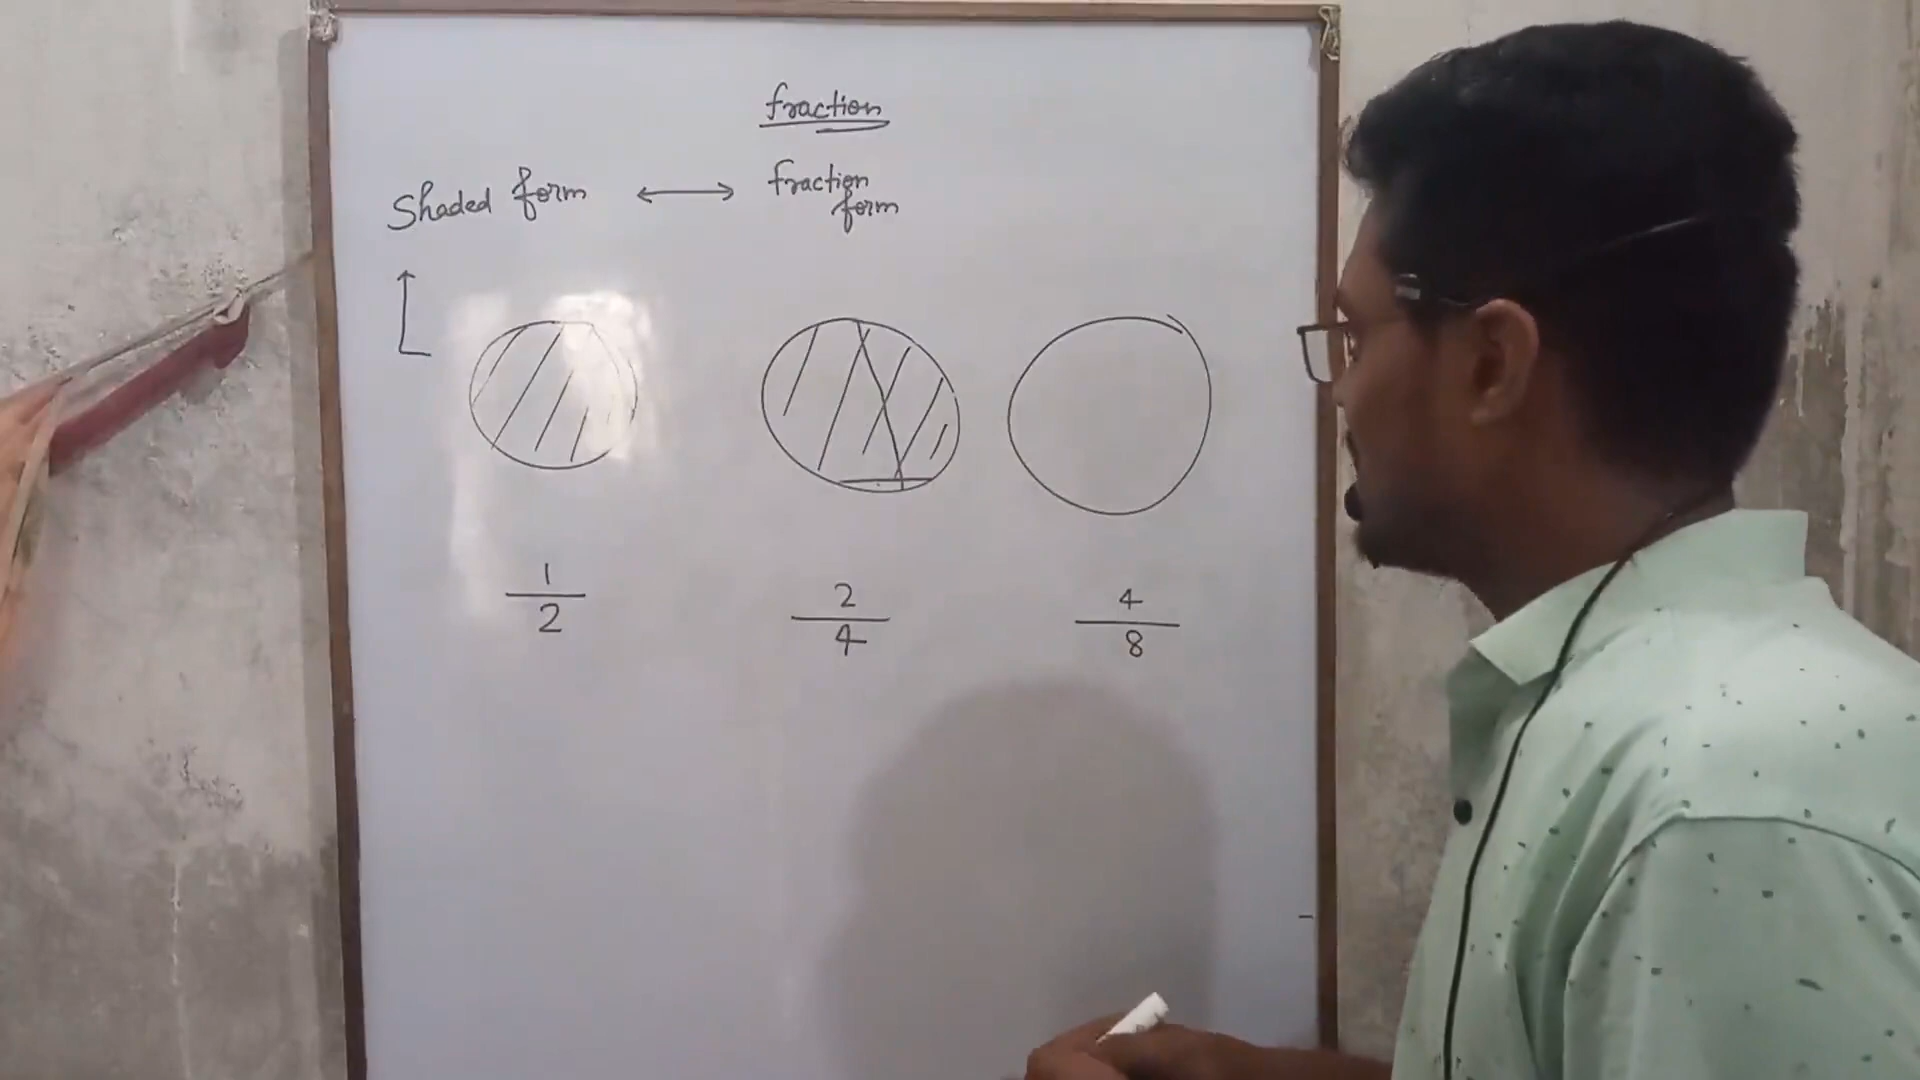 fraction
Shaded form ⟷ fraction form
1/2
2/4
4/8